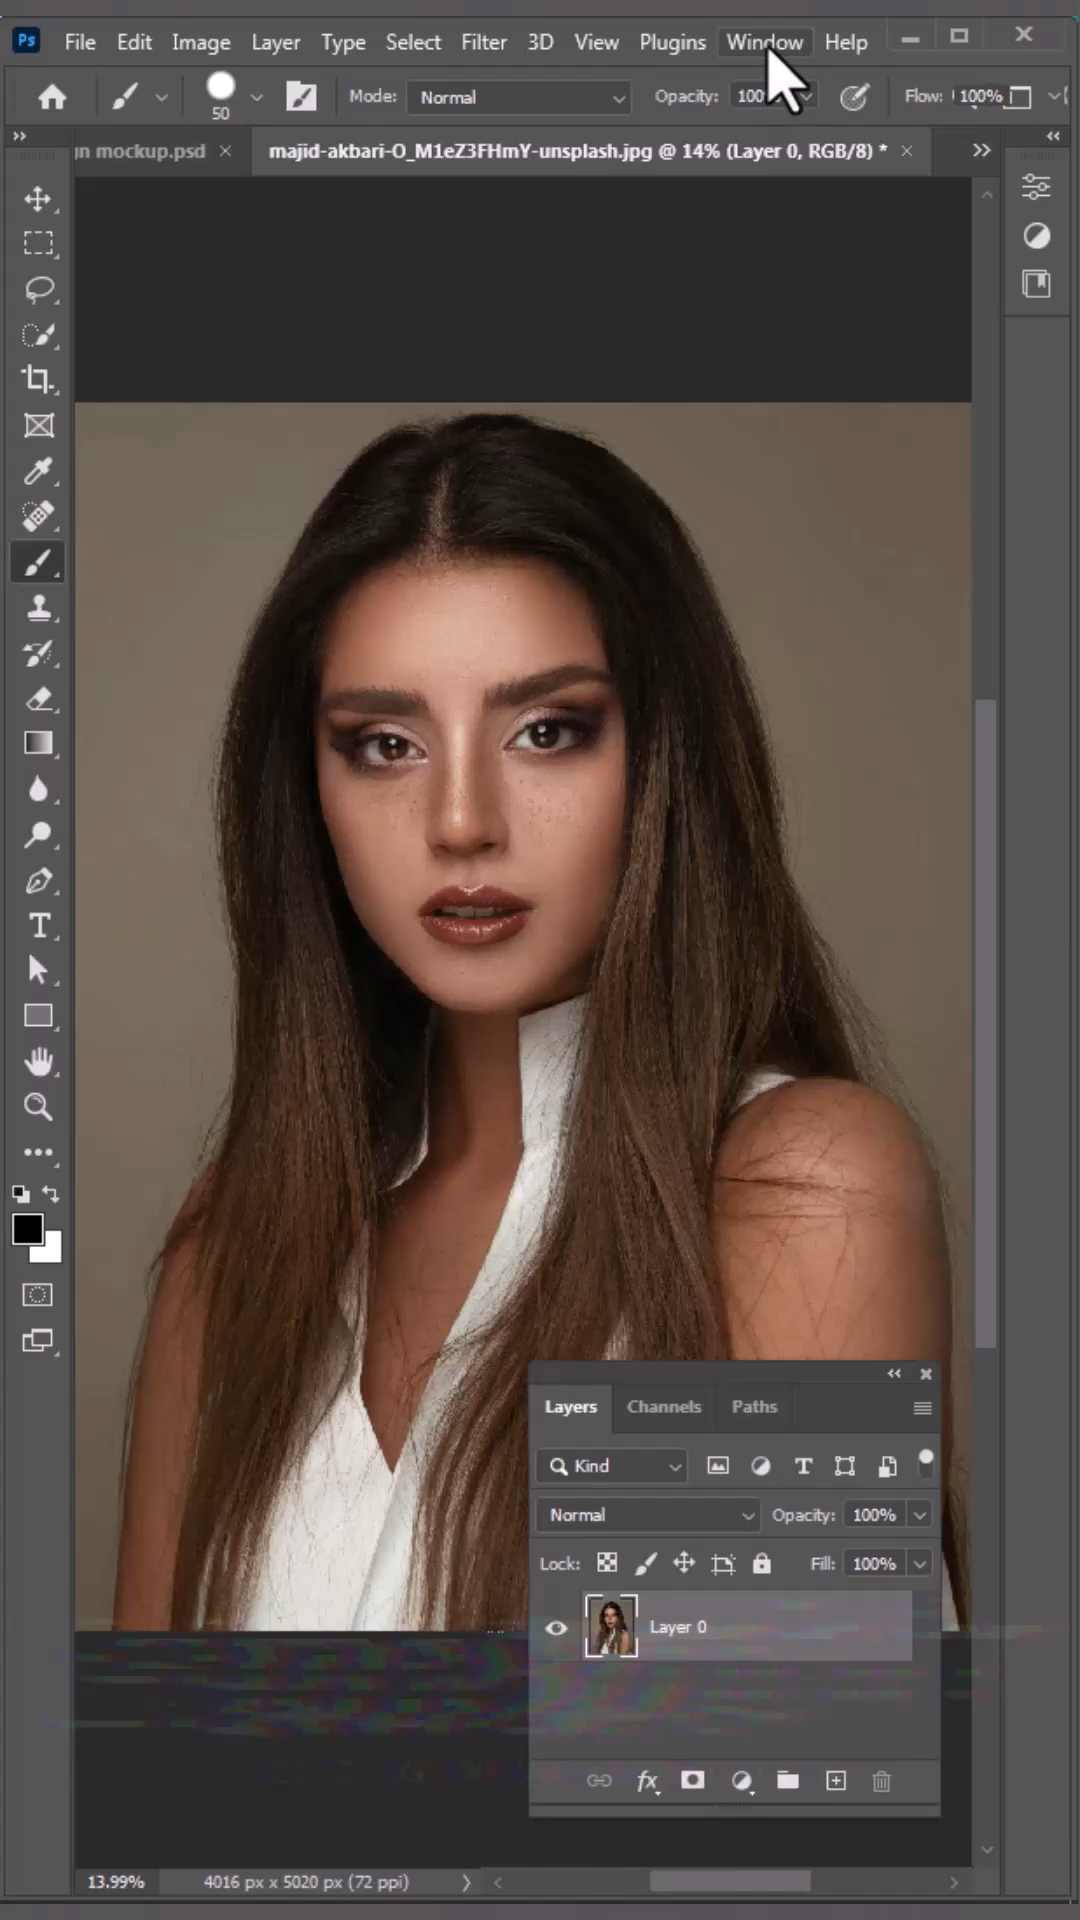 Ps File Edit Image Layer Type Select Filter 3D View Plugins Window Help
50 Mode: Normal Opacity: 100% Flow: 100%
gn mockup.psd × majid-akbari-O_M1eZ3FHmY-unsplash.jpg @ 14% (Layer 0, RGB/8) * ×
Layers Channels Paths
Kind
Normal Opacity: 100%
Lock: Fill: 100%
Layer 0
fx
13.99% 4016 px x 5020 px (72 ppi)